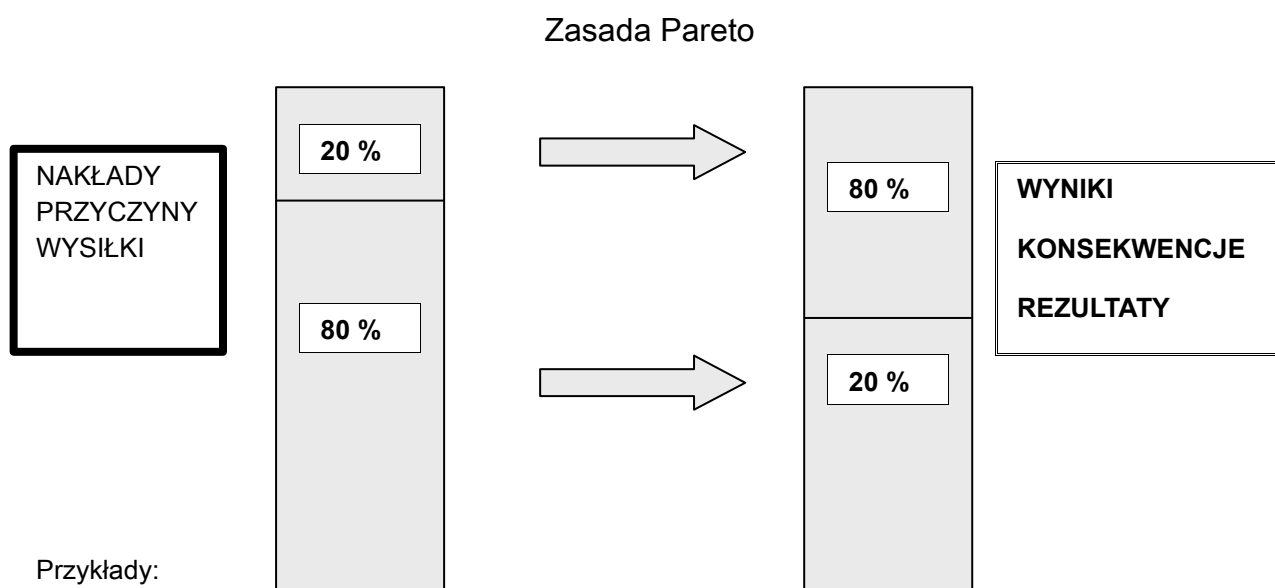 Zasada Pareto
NAKŁADY
PRZYCZYNY
WYSIŁKI
20 %
80 %
80 %
20 %
WYNIKI
KONSEKWENCJE
REZULTATY
Przykłady: